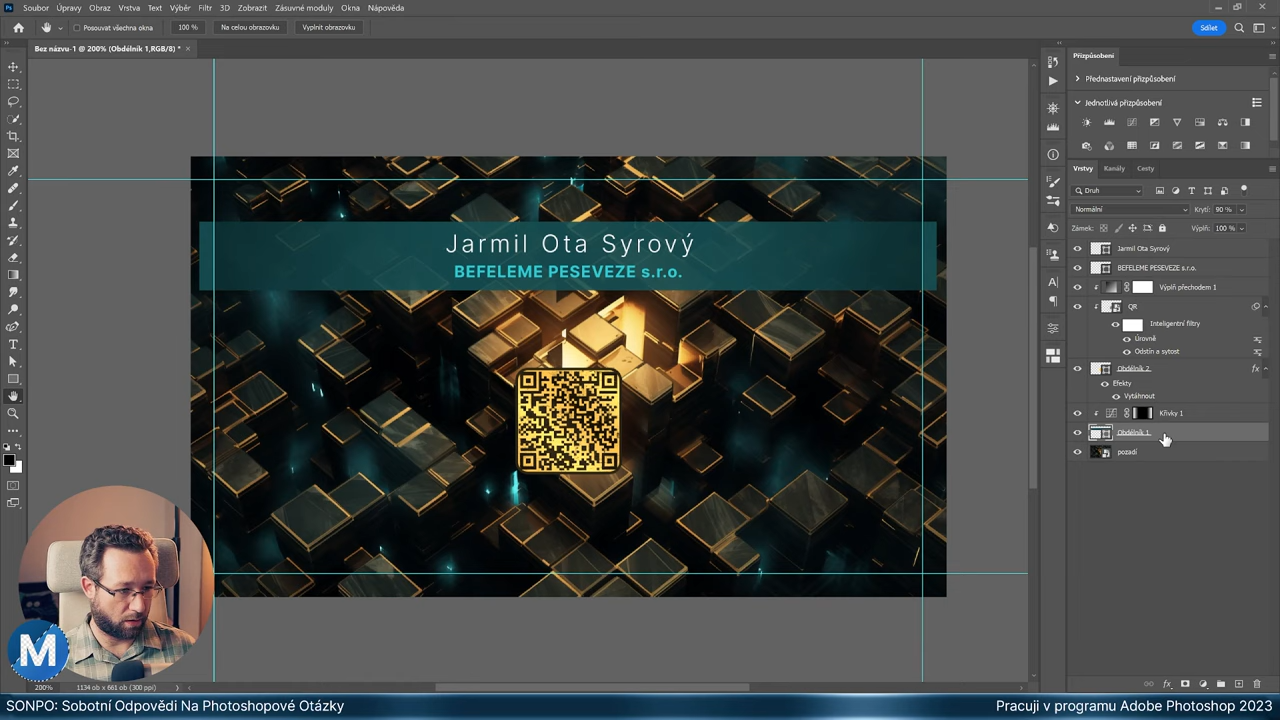 Soubor Úpravy Obraz Vrstva Text Výběr Filtr 3D Zobrazit Zásuvné moduly Okna Nápověda
Posouvat všechna okna 100 % Na celou obrazovku Vyplnit obrazovku Sdílet
Bez názvu-1 @ 200% (Obdélník 1,RGB/8) *
Přizpůsobení
Přednastavení přizpůsobení
Jednotlivá přizpůsobení
Vrstvy Kanály Cesty
Druh
Normální Krytí: 90 %
Zámek: Výplň: 100 %
Jarmil Ota Syrový
BEFELEME PESEVEZE s.r.o.
Výplň přechodem 1
QR
Inteligentní filtry
Úrovně
Odstín a sytost
Obdélník 2
fx
Efekty
Vytáhnout
Křivky 1
Obdélník 1
pozadí
Jarmil Ota Syrový
BEFELEME PESEVEZE s.r.o.
M
200% 1134 ob x 661 ob (300 ppi)
SONPO: Sobotní Odpovědi Na Photoshopové Otázky
Pracuji v programu Adobe Photoshop 2023